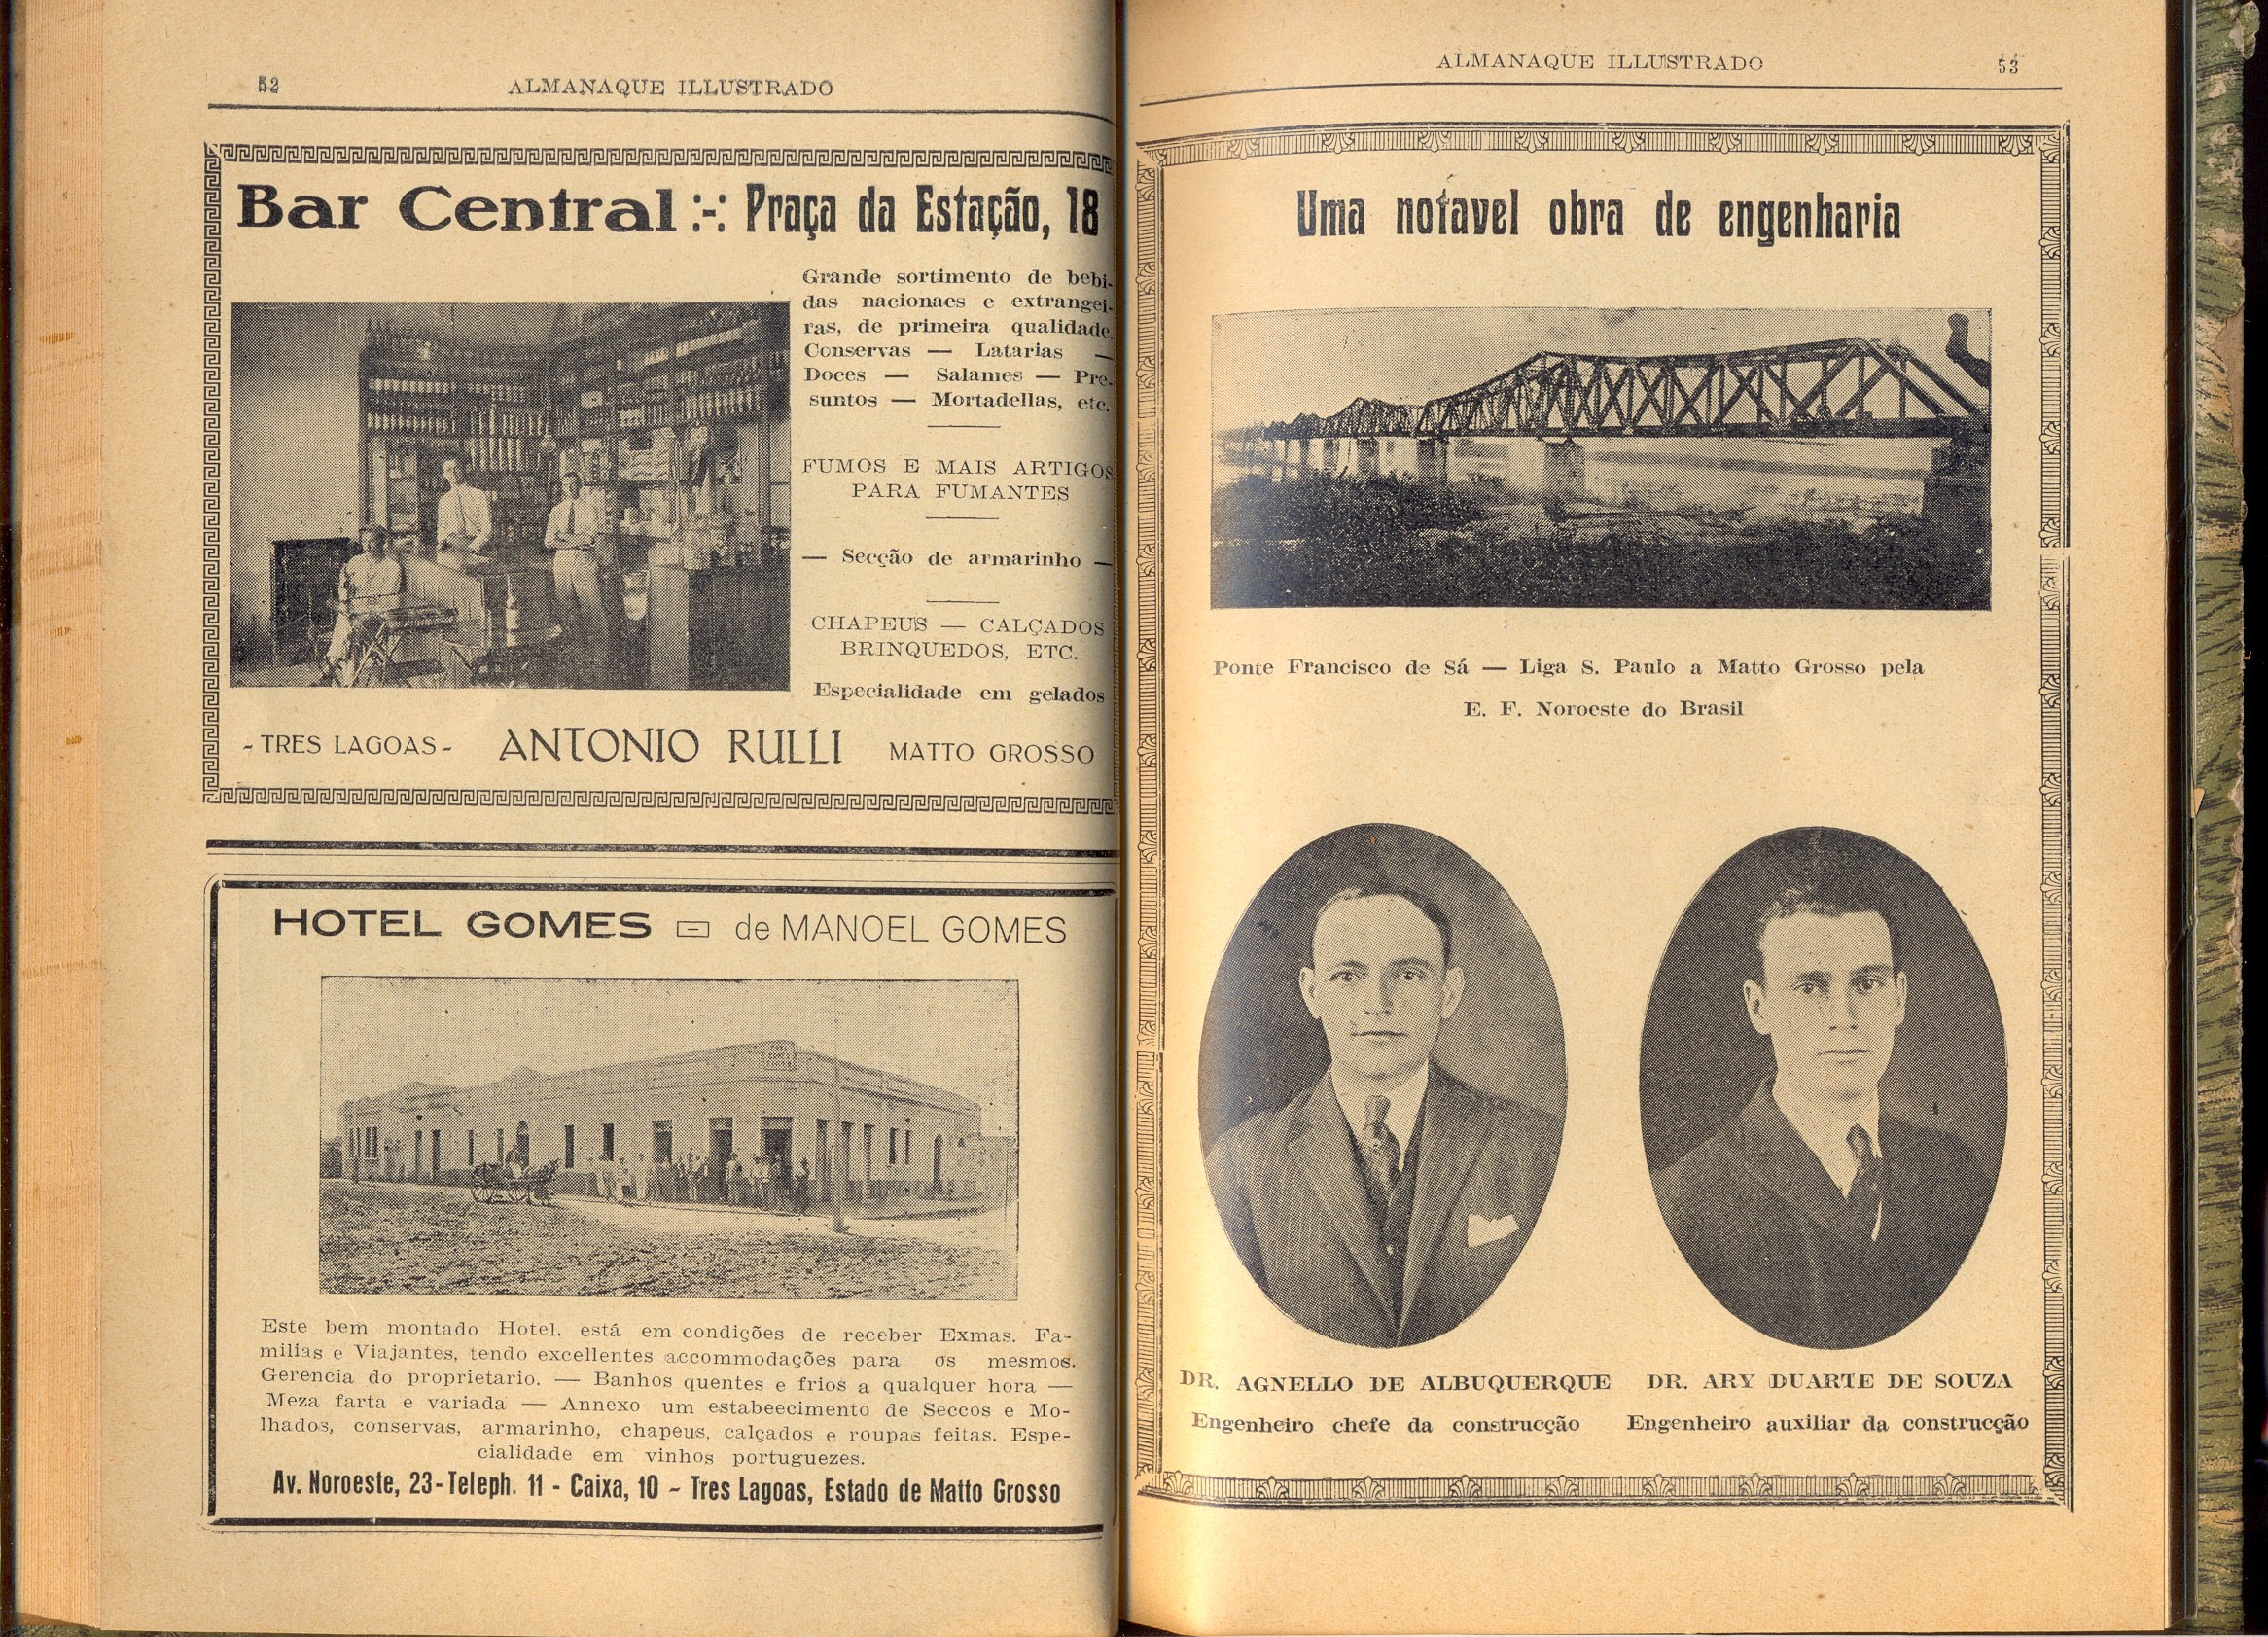 52
ALMANAQUE ILLUSTRADO
Bar Central :-: Praça da Estação, 18
Grande sortimento de bebi-
das nacionaes e extrangei-
ras, de primeira qualidade.
Conservas — Latarias —
Doces — Salames — Pre-
suntos — Mortadellas, etc.
FUMOS E MAIS ARTIGOS
PARA FUMANTES
— Secção de armarinho —
CHAPEUS — CALÇADOS
BRINQUEDOS, ETC.
Especialidade em gelados
- TRES LAGOAS - ANTONIO RULLI MATTO GROSSO
HOTEL GOMES de MANOEL GOMES
Este bem montado Hotel, está em condições de receber Exmas. Fa-
milias e Viajantes, tendo excellentes accommodações para os mesmos.
Gerencia do proprietario. — Banhos quentes e frios a qualquer hora —
Meza farta e variada — Annexo um estabeecimento de Seccos e Mo-
lhados, conservas, armarinho, chapeus, calçados e roupas feitas. Espe-
cialidade em vinhos portuguezes.
Av. Noroeste, 23 - Teleph. 11 - Caixa, 10 - Tres Lagoas, Estado de Matto Grosso
ALMANAQUE ILLUSTRADO
53
Uma notavel obra de engenharia
Ponte Francisco de Sá — Liga S. Paulo a Matto Grosso pela
E. F. Noroeste do Brasil
DR. AGNELLO DE ALBUQUERQUE
Engenheiro chefe da construcção
DR. ARY DUARTE DE SOUZA
Engenheiro auxiliar da construcção